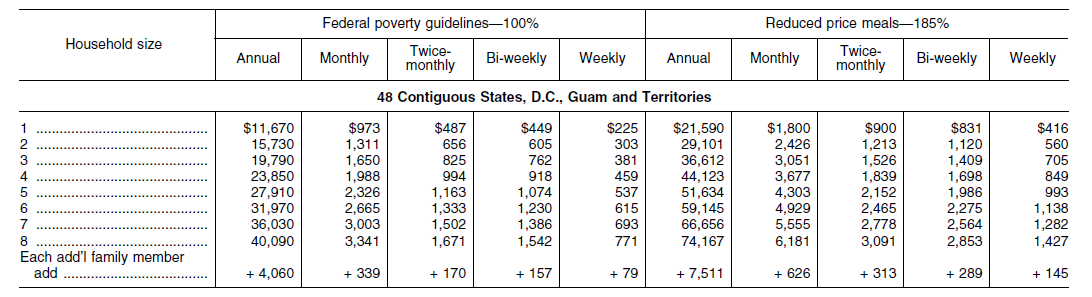 Household size Federal poverty guidelines—100% Reduced price meals—185%
Annual Monthly Twice-monthly Bi-weekly Weekly Annual Monthly Twice-monthly Bi-weekly Weekly
48 Contiguous States, D.C., Guam and Territories
1 ............................................ $11,670 $973 $487 $449 $225 $21,590 $1,800 $900 $831 $416
2 ............................................ 15,730 1,311 656 605 303 29,101 2,426 1,213 1,120 560
3 ............................................ 19,790 1,650 825 762 381 36,612 3,051 1,526 1,409 705
4 ............................................ 23,850 1,988 994 918 459 44,123 3,677 1,839 1,698 849
5 ............................................ 27,910 2,326 1,163 1,074 537 51,634 4,303 2,152 1,986 993
6 ............................................ 31,970 2,665 1,333 1,230 615 59,145 4,929 2,465 2,275 1,138
7 ............................................ 36,030 3,003 1,502 1,386 693 66,656 5,555 2,778 2,564 1,282
8 ............................................ 40,090 3,341 1,671 1,542 771 74,167 6,181 3,091 2,853 1,427
Each add'l family member
add ..................................... + 4,060 + 339 + 170 + 157 + 79 + 7,511 + 626 + 313 + 289 + 145